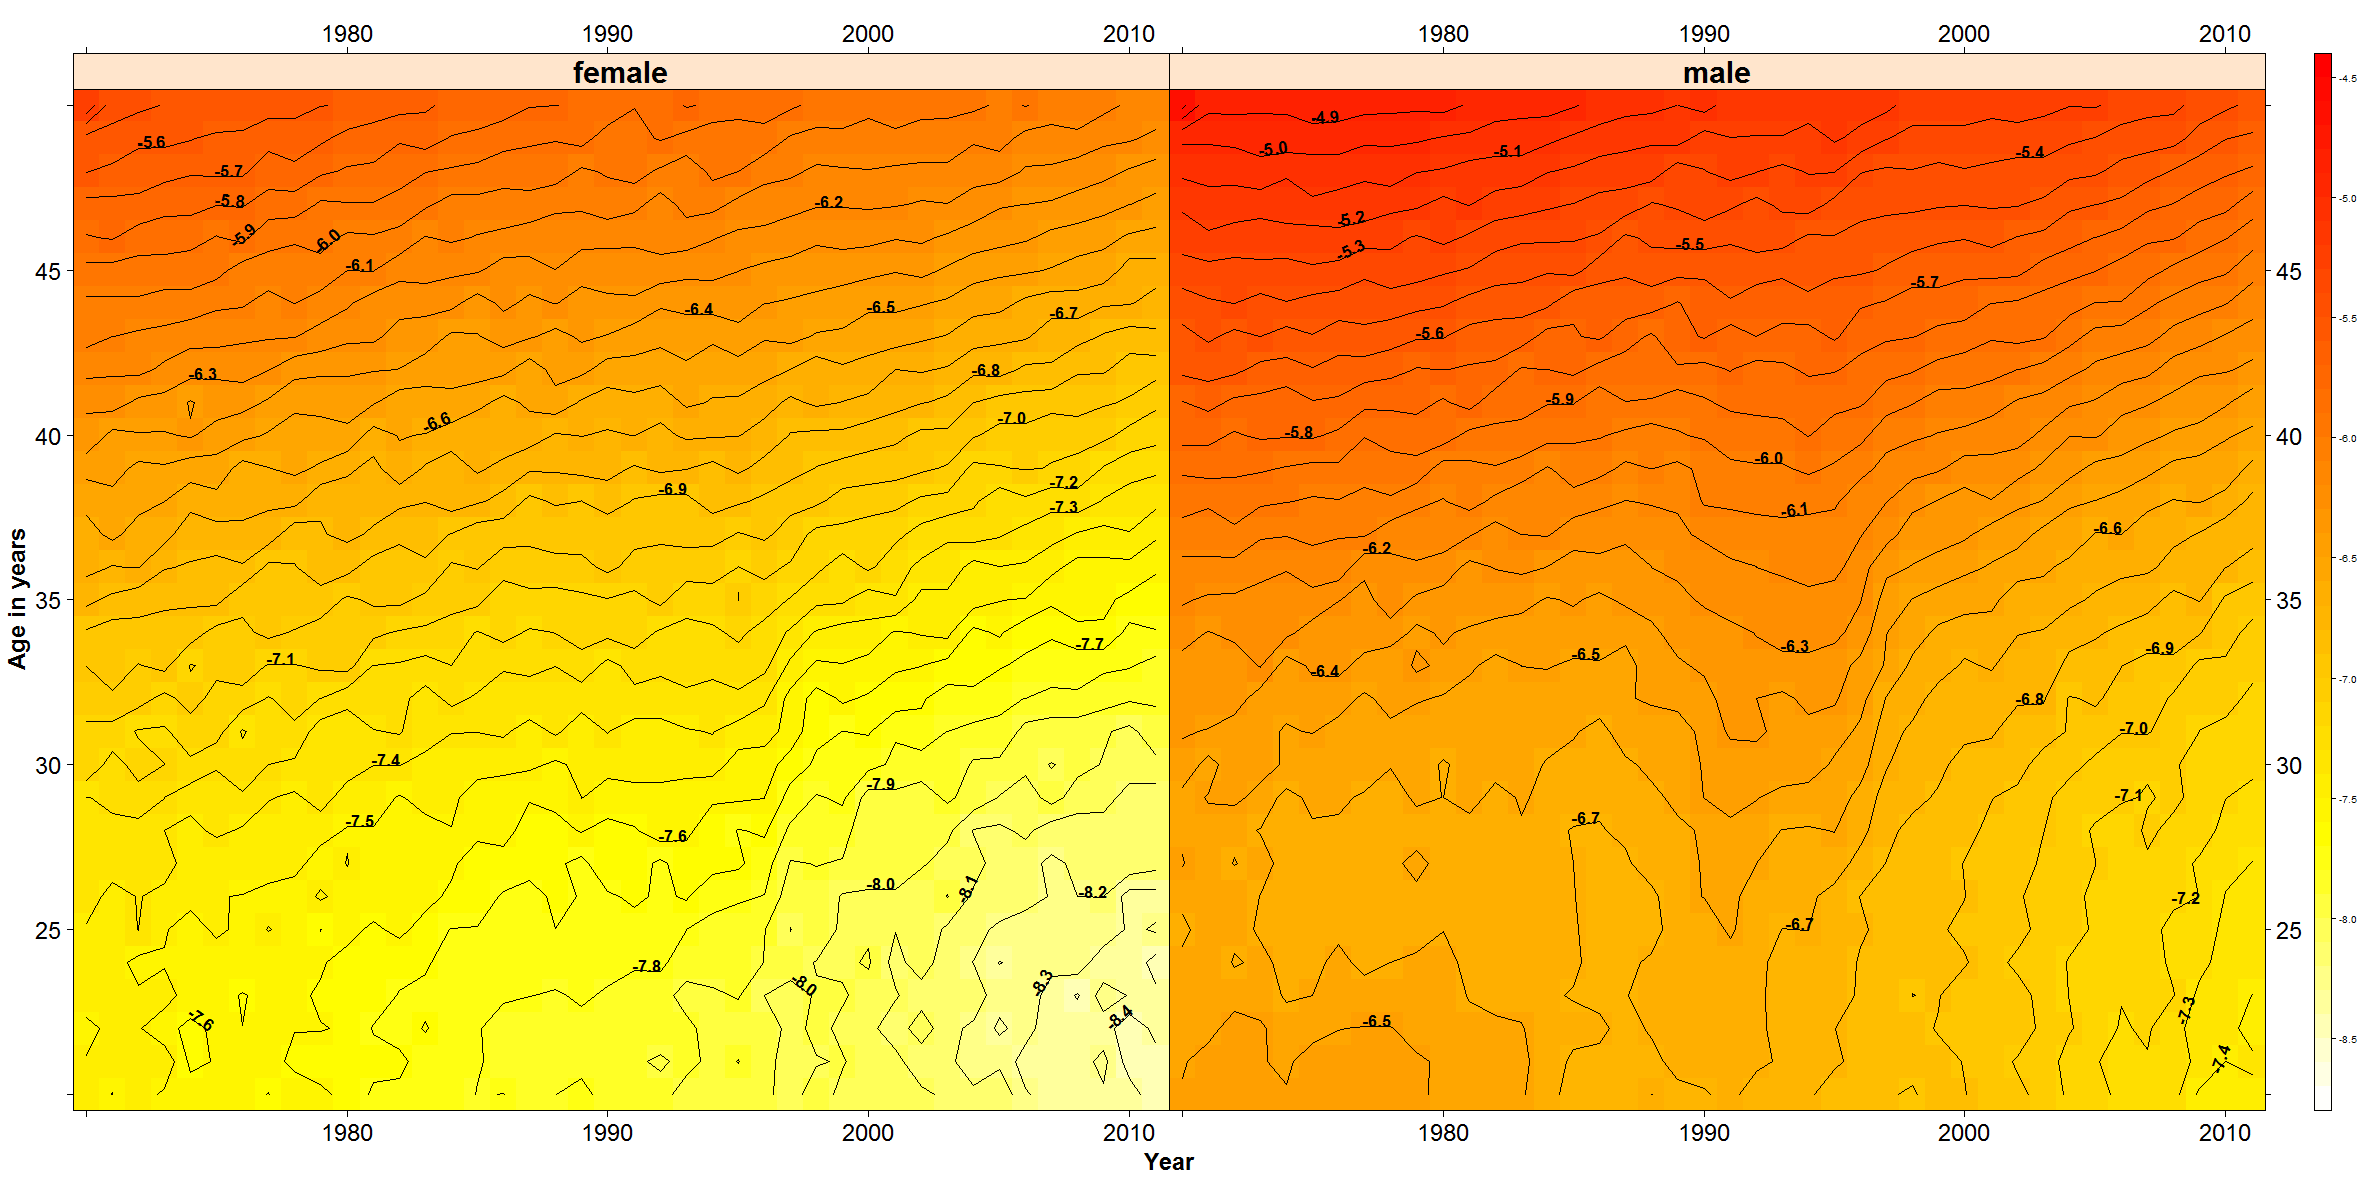 1980 1990 2000 2010 1980 1990 2000 2010
female male
-4.5
-4.9
-5.6 -5.0 -5.1 -5.4
-5.7
-5.8 -6.2 -5.0
-5.2
-5.9 -6.0 -5.3 -5.5
45 -6.1 -5.7 45
-6.4 -6.5 -6.7 -5.5
-5.6
-6.3 -6.8
-5.9
-6.6 -7.0
40 -5.8 40 -6.0
-6.0
-6.9 -7.2
-7.3 -6.1
-6.6
-6.2 -6.5
Age in years
35 35
-7.7 -6.3 -6.9
-7.1 -6.4 -6.5
-7.0
-6.8
-7.0
30 -7.4 30
-7.9 -7.1 -7.5
-7.5 -6.7
-7.6
-8.0 -8.1 -8.2 -7.2
25 -6.7 25 -8.0
-7.8
-8.0 -8.3
-7.6 -8.4 -6.5 -7.3
-7.4 -8.5
1980 1990 2000 2010 1980 1990 2000 2010
Year